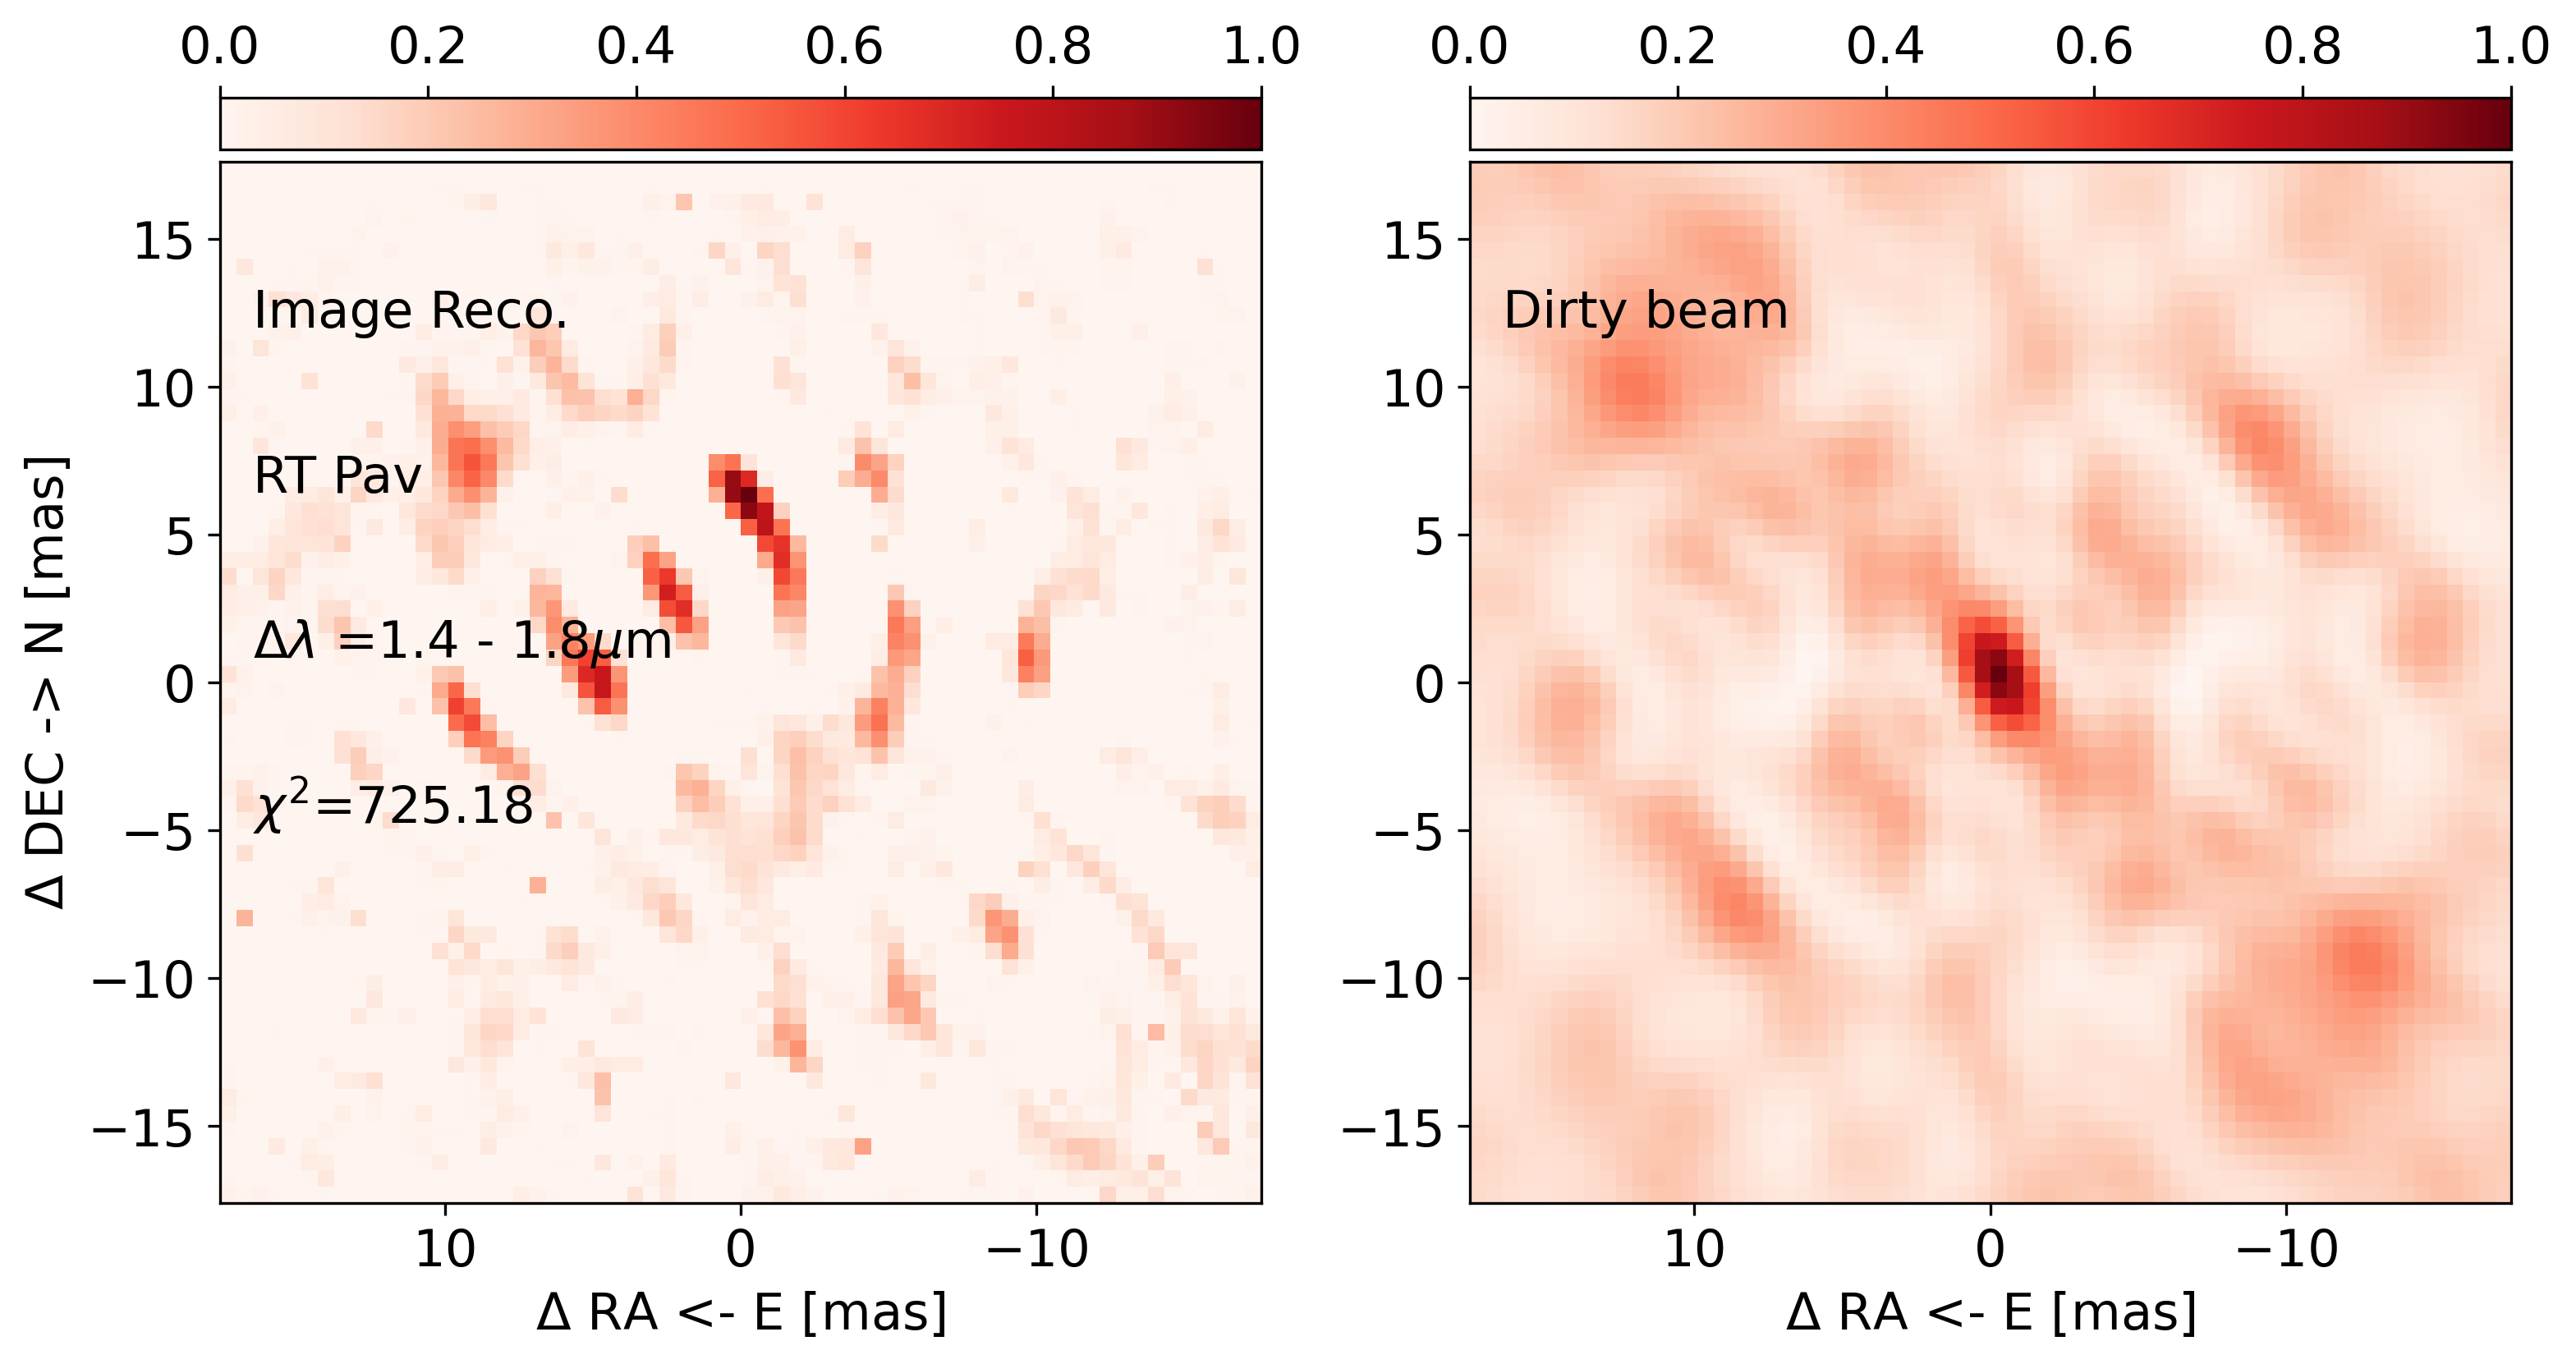 0.0 0.2 0.4 0.6 0.8 1.0
0.0 0.2 0.4 0.6 0.8 1.0
Image Reco.
RT Pav
Δλ =1.4 - 1.8μm
χ²=725.18
Δ DEC -> N [mas]
15
10
5
0
−5
−10
−15
10 0 −10
Δ RA <- E [mas]
Dirty beam
15
10
5
0
−5
−10
−15
10 0 −10
Δ RA <- E [mas]